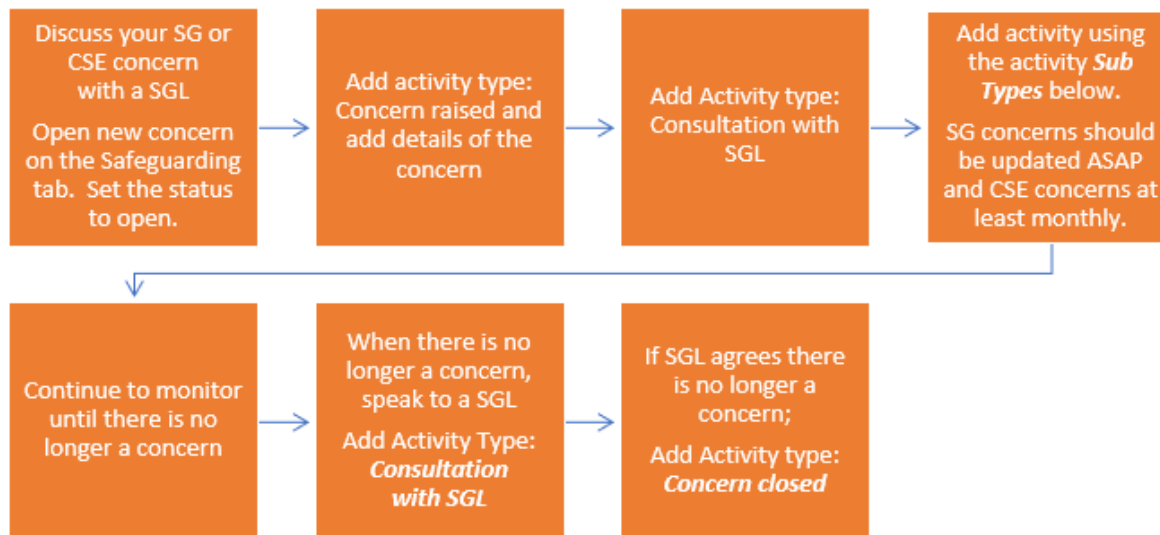 Discuss your SG or
CSE concern
with a SGL
Open new concern
on the Safeguarding
tab.  Set the status
to open.
Add activity type:
Concern raised and
add details of the
concern
Add Activity type:
Consultation with
SGL
Add activity using
the activity Sub
Types below.
SG concerns should
be updated ASAP
and CSE concerns at
least monthly.
Continue to monitor
until there is no
longer a concern
When there is no
longer a concern,
speak to a SGL
Add Activity Type:
Consultation
with SGL
If SGL agrees there
is no longer a
concern;
Add Activity type:
Concern closed